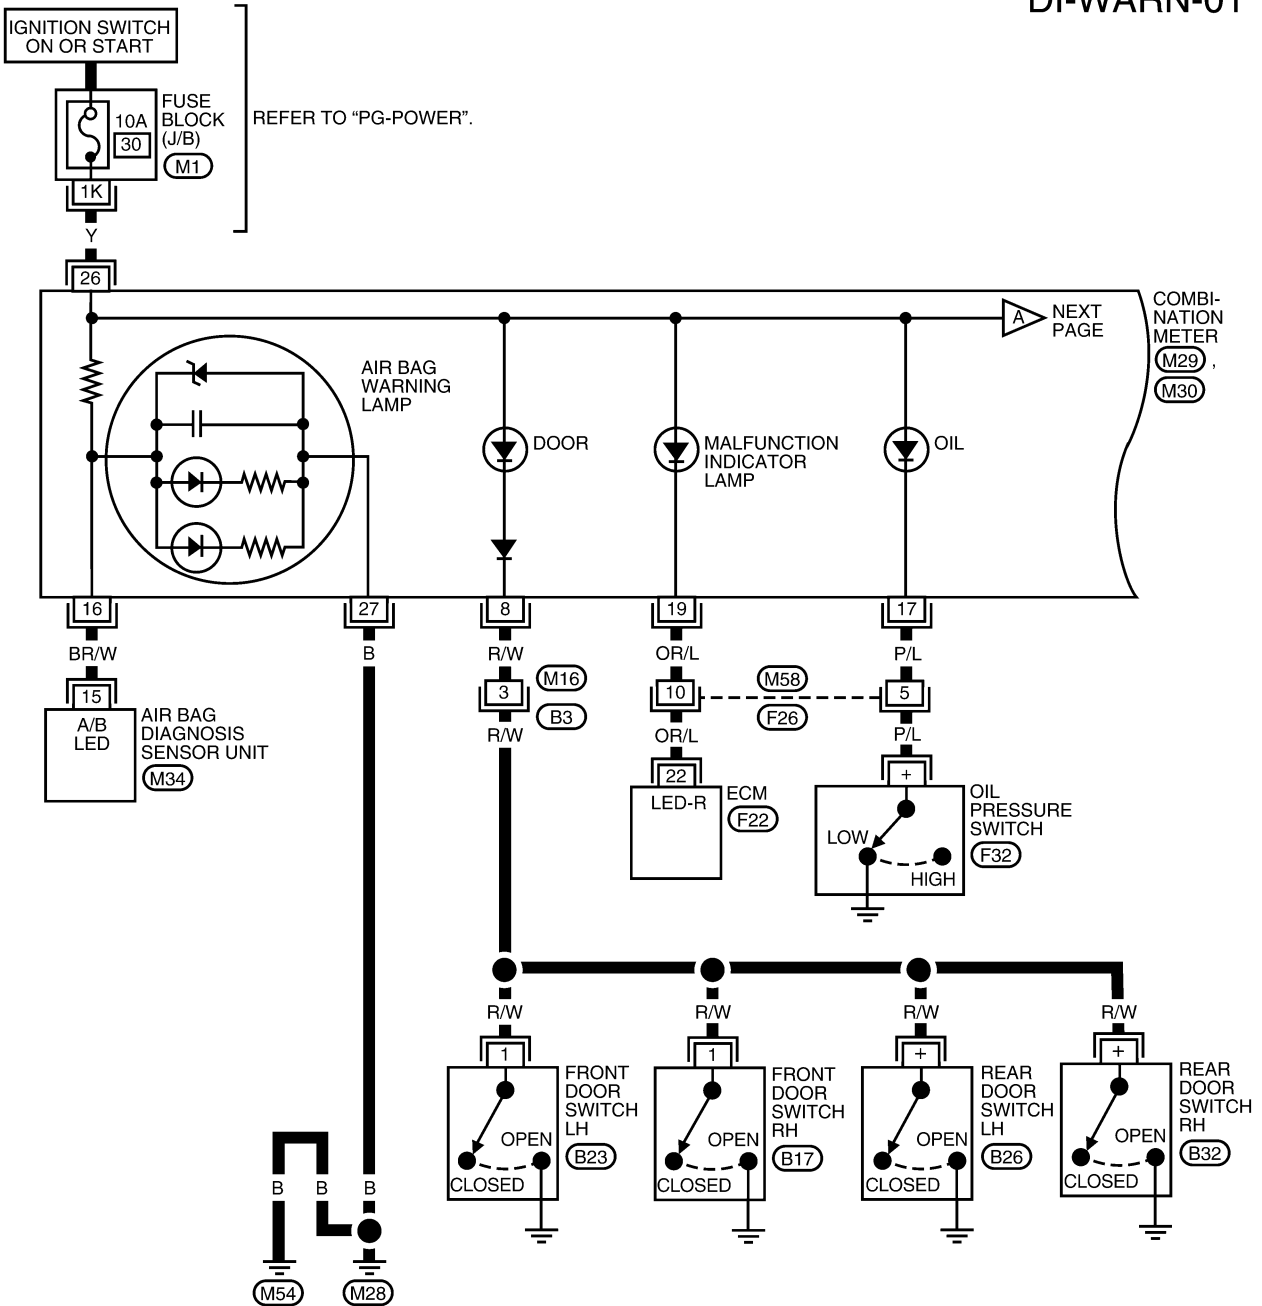 DI-WARN-01
IGNITION SWITCH
ON OR START
FUSE
BLOCK
(J/B)
M1
10A
30
REFER TO “PG-POWER”.
1K
Y
26
A
NEXT
PAGE
COMBI-
NATION
METER
M29 ,
M30
AIR BAG
WARNING
LAMP
DOOR
MALFUNCTION
INDICATOR
LAMP
OIL
16
27
8
19
17
BR/W
B
R/W
OR/L
P/L
15
A/B
LED
AIR BAG
DIAGNOSIS
SENSOR UNIT
M34
3
M16
B3
10
M58
F26
5
R/W
OR/L
P/L
22
LED-R
ECM
F22
+
OIL
PRESSURE
SWITCH
F32
LOW
HIGH
R/W
R/W
R/W
R/W
1
FRONT
DOOR
SWITCH
LH
B23
OPEN
CLOSED
1
FRONT
DOOR
SWITCH
RH
B17
OPEN
CLOSED
+
REAR
DOOR
SWITCH
LH
B26
OPEN
CLOSED
+
REAR
DOOR
SWITCH
RH
B32
OPEN
CLOSED
B
B
B
M54
M28